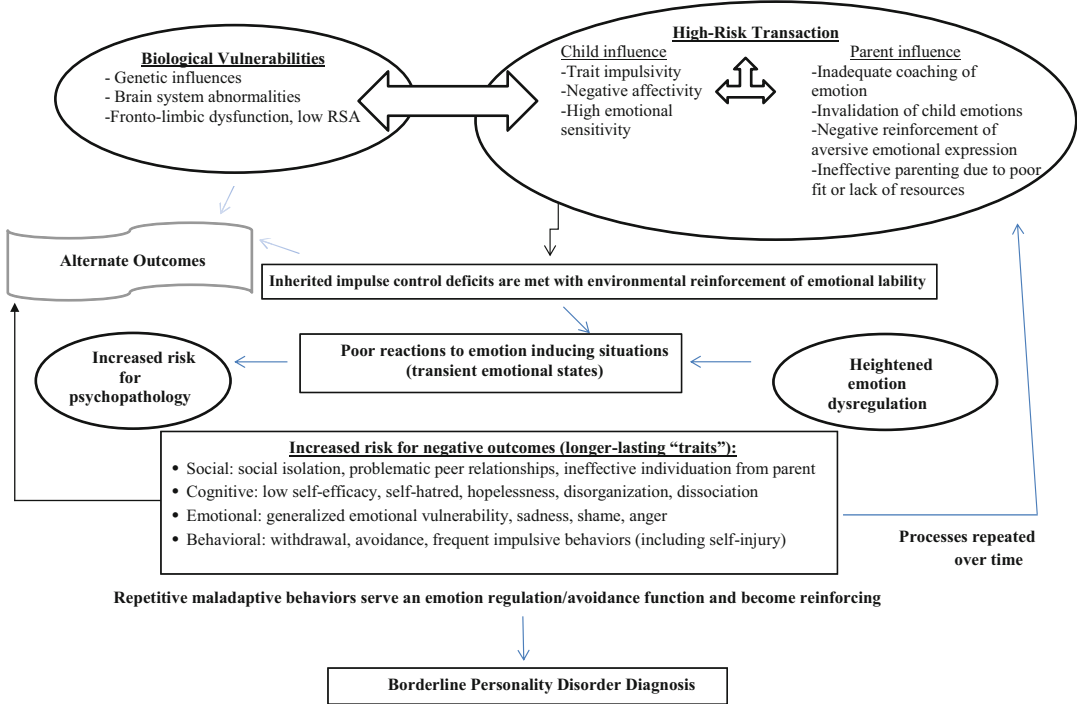 Biological Vulnerabilities
- Genetic influences
- Brain system abnormalities
-Fronto-limbic dysfunction, low RSA
High-Risk Transaction
Child influence
-Trait impulsivity
-Negative affectivity
-High emotional
sensitivity
Parent influence
-Inadequate coaching of
emotion
-Invalidation of child emotions
-Negative reinforcement of
aversive emotional expression
-Ineffective parenting due to poor
fit or lack of resources
Alternate Outcomes
Inherited impulse control deficits are met with environmental reinforcement of emotional lability
Increased risk
for
psychopathology
Poor reactions to emotion inducing situations
(transient emotional states)
Heightened
emotion
dysregulation
Increased risk for negative outcomes (longer-lasting “traits”):
• Social: social isolation, problematic peer relationships, ineffective individuation from parent
• Cognitive: low self-efficacy, self-hatred, hopelessness, disorganization, dissociation
• Emotional: generalized emotional vulnerability, sadness, shame, anger
• Behavioral: withdrawal, avoidance, frequent impulsive behaviors (including self-injury)
Processes repeated
over time
Repetitive maladaptive behaviors serve an emotion regulation/avoidance function and become reinforcing
Borderline Personality Disorder Diagnosis